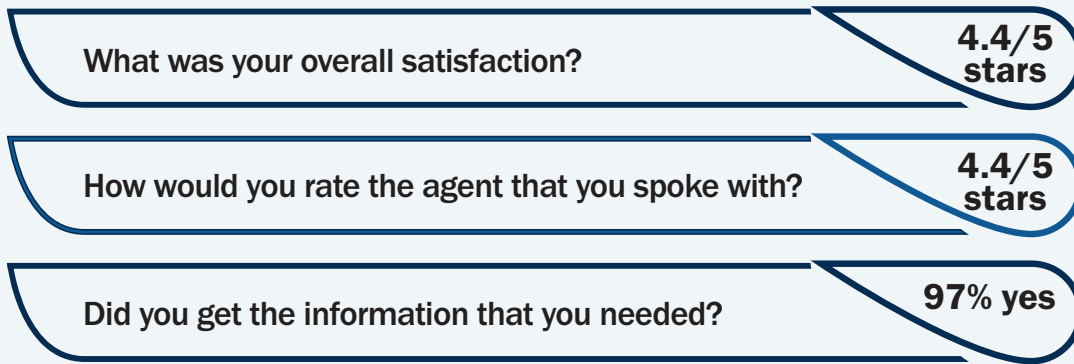 What was your overall satisfaction?
4.4/5
stars
How would you rate the agent that you spoke with?
4.4/5
stars
Did you get the information that you needed?
97% yes